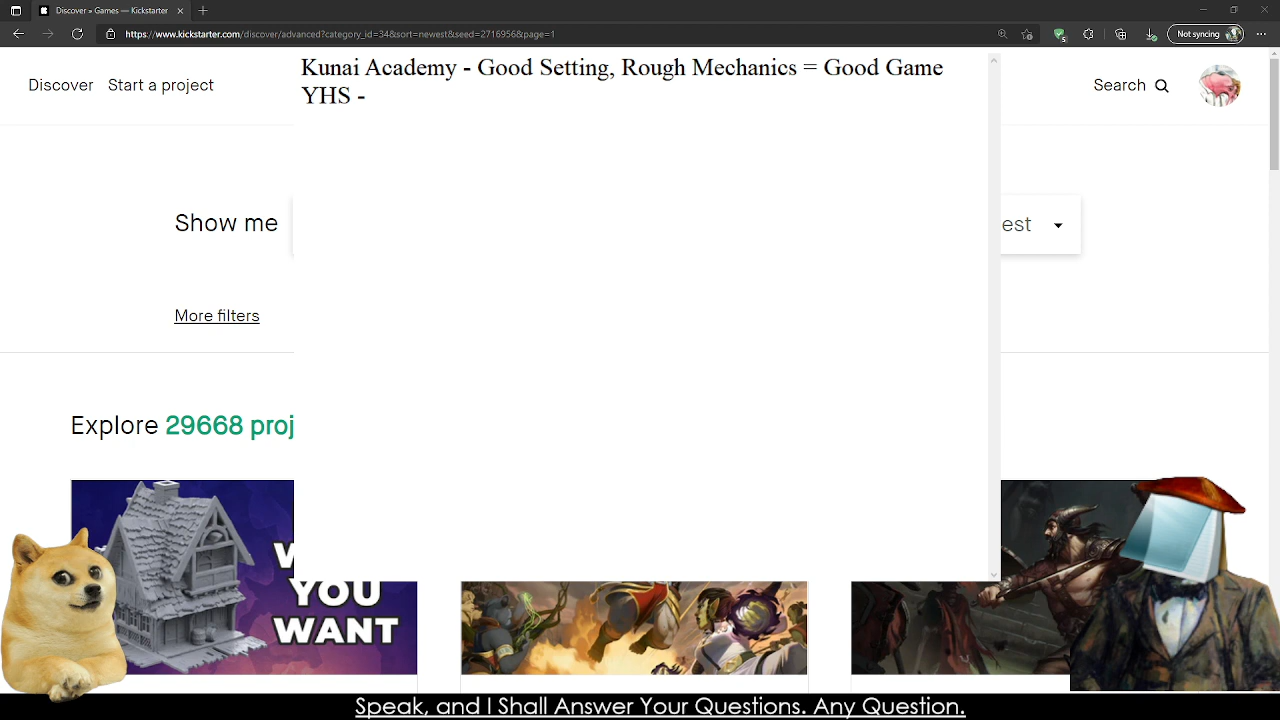 Discover » Games — Kickstarter
https://www.kickstarter.com/discover/advanced?category_id=34&sort=newest&seed=2716956&page=1
Not syncing
Discover Start a project
Kunai Academy - Good Setting, Rough Mechanics = Good Game
YHS -
Search
Show me
est
More filters
Explore 29668 proj
YOU
WANT
Speak, and I Shall Answer Your Questions. Any Question.